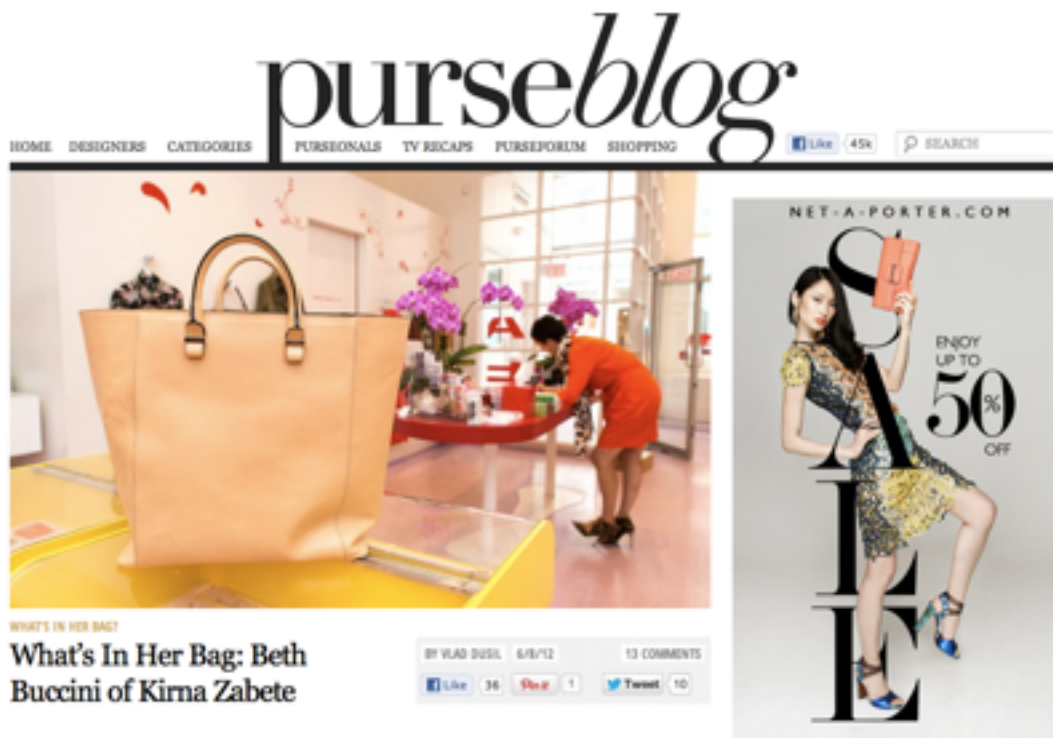 purseblog
HOME DESIGNERS CATEGORIES PURSEONALS TV RECAPS PURSEFORUM SHOPPING
Like 45k
SEARCH
NET-A-PORTER.COM
SALE
ENJOY
UP TO
50%
OFF
WHAT'S IN HER BAG?
What's In Her Bag: Beth
Buccini of Kirna Zabete
BY VLAD DUSIL 6/8/12 13 COMMENTS
Like 36 Pin it 1 Tweet 10